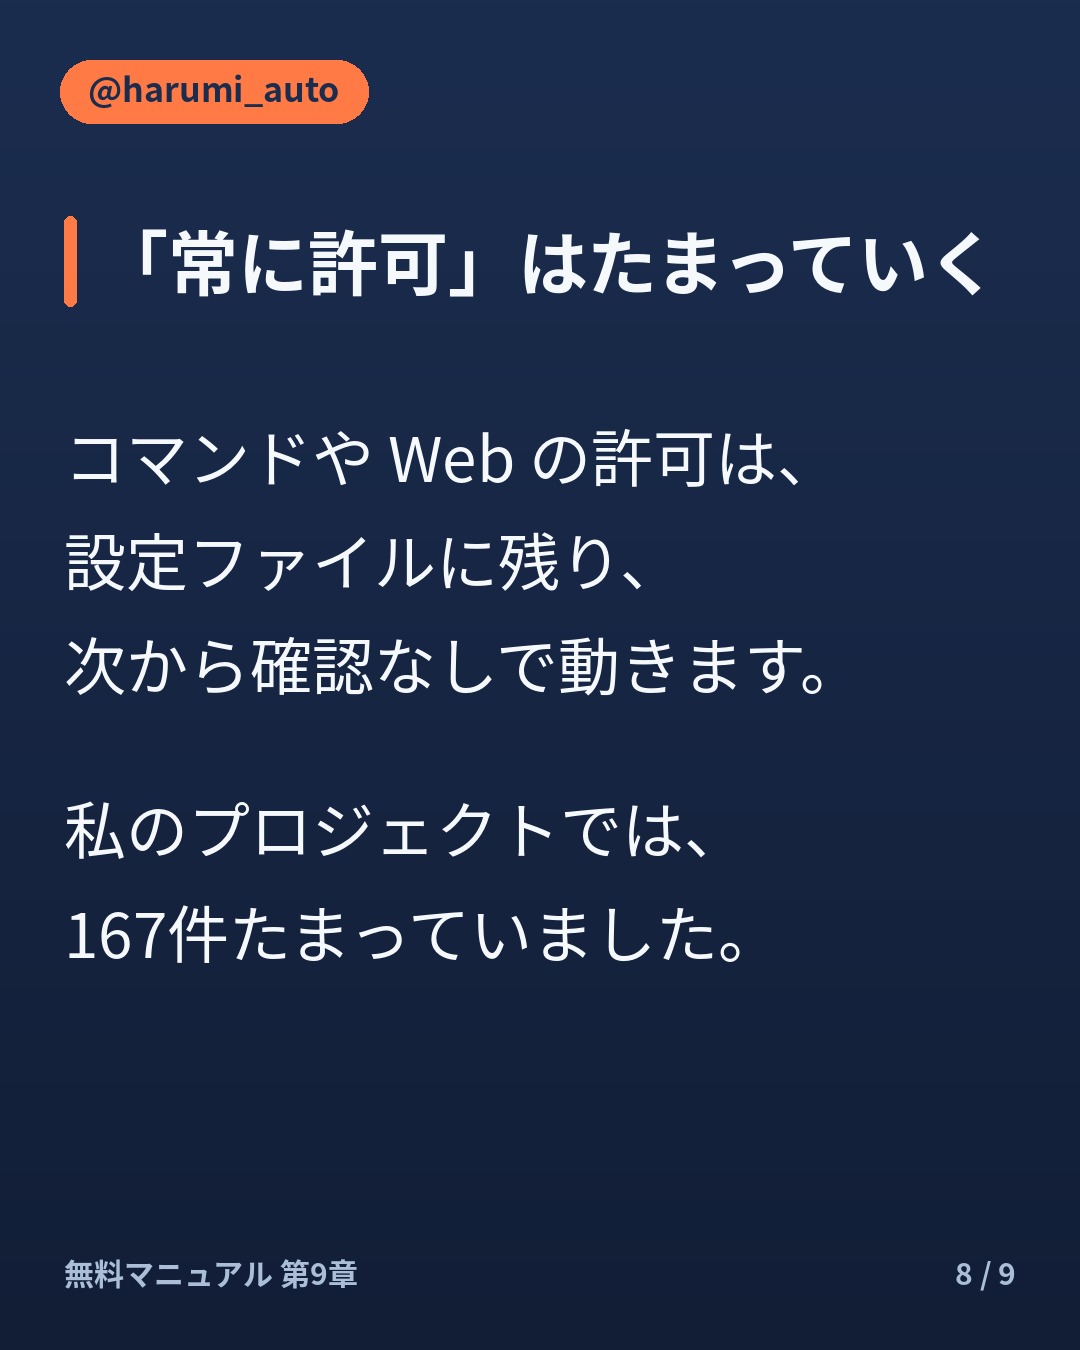 @harumi_auto
「常に許可」はたまっていく
コマンドや Web の許可は、
設定ファイルに残り、
次から確認なしで動きます。
私のプロジェクトでは、
167件たまっていました。
無料マニュアル 第9章
8 / 9